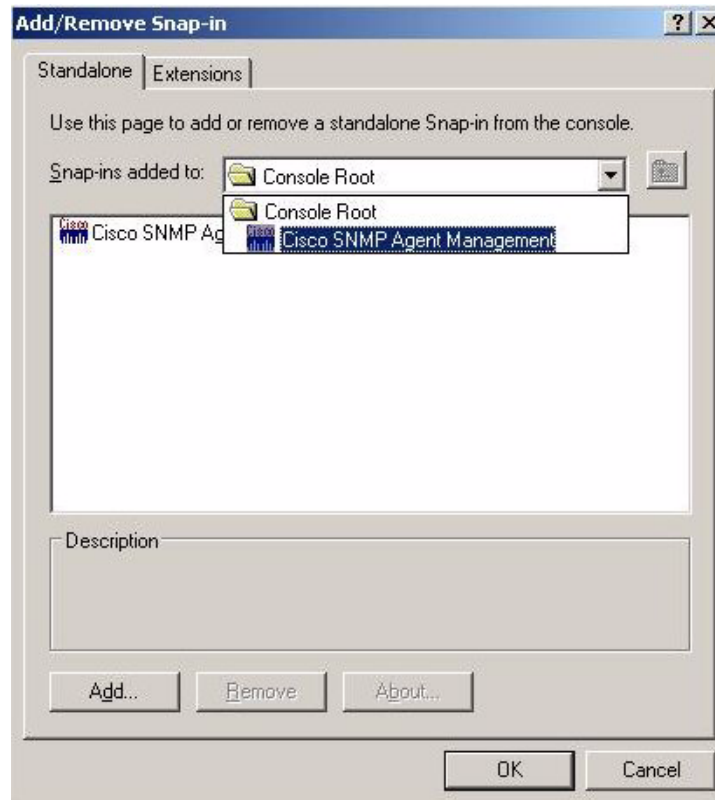 Add/Remove Snap-in
Standalone
Extensions
Use this page to add or remove a standalone Snap-in from the console.
Snap-ins added to:
Console Root
Console Root
Cisco SNMP Agent Management
Cisco SNMP Ag
Description
Add...
Remove
About...
OK
Cancel